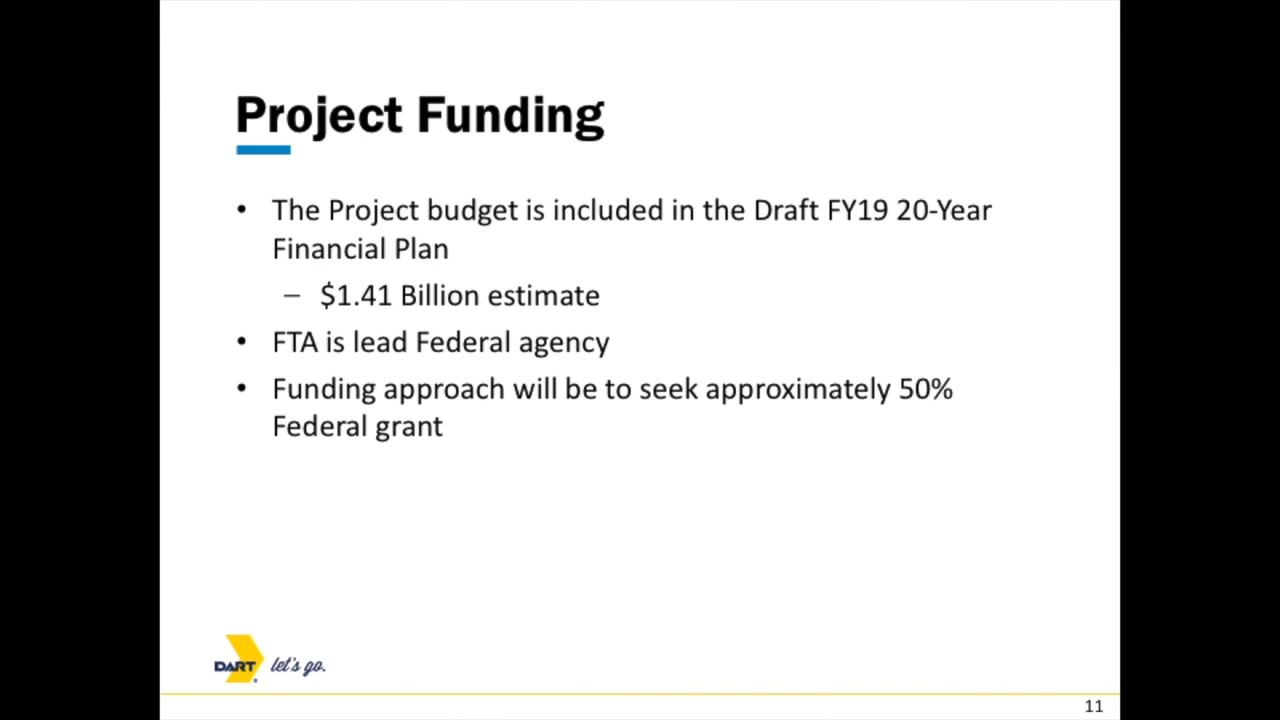 Project Funding
• The Project budget is included in the Draft FY19 20-Year
Financial Plan
– $1.41 Billion estimate
• FTA is lead Federal agency
• Funding approach will be to seek approximately 50%
Federal grant
DART let's go.
11